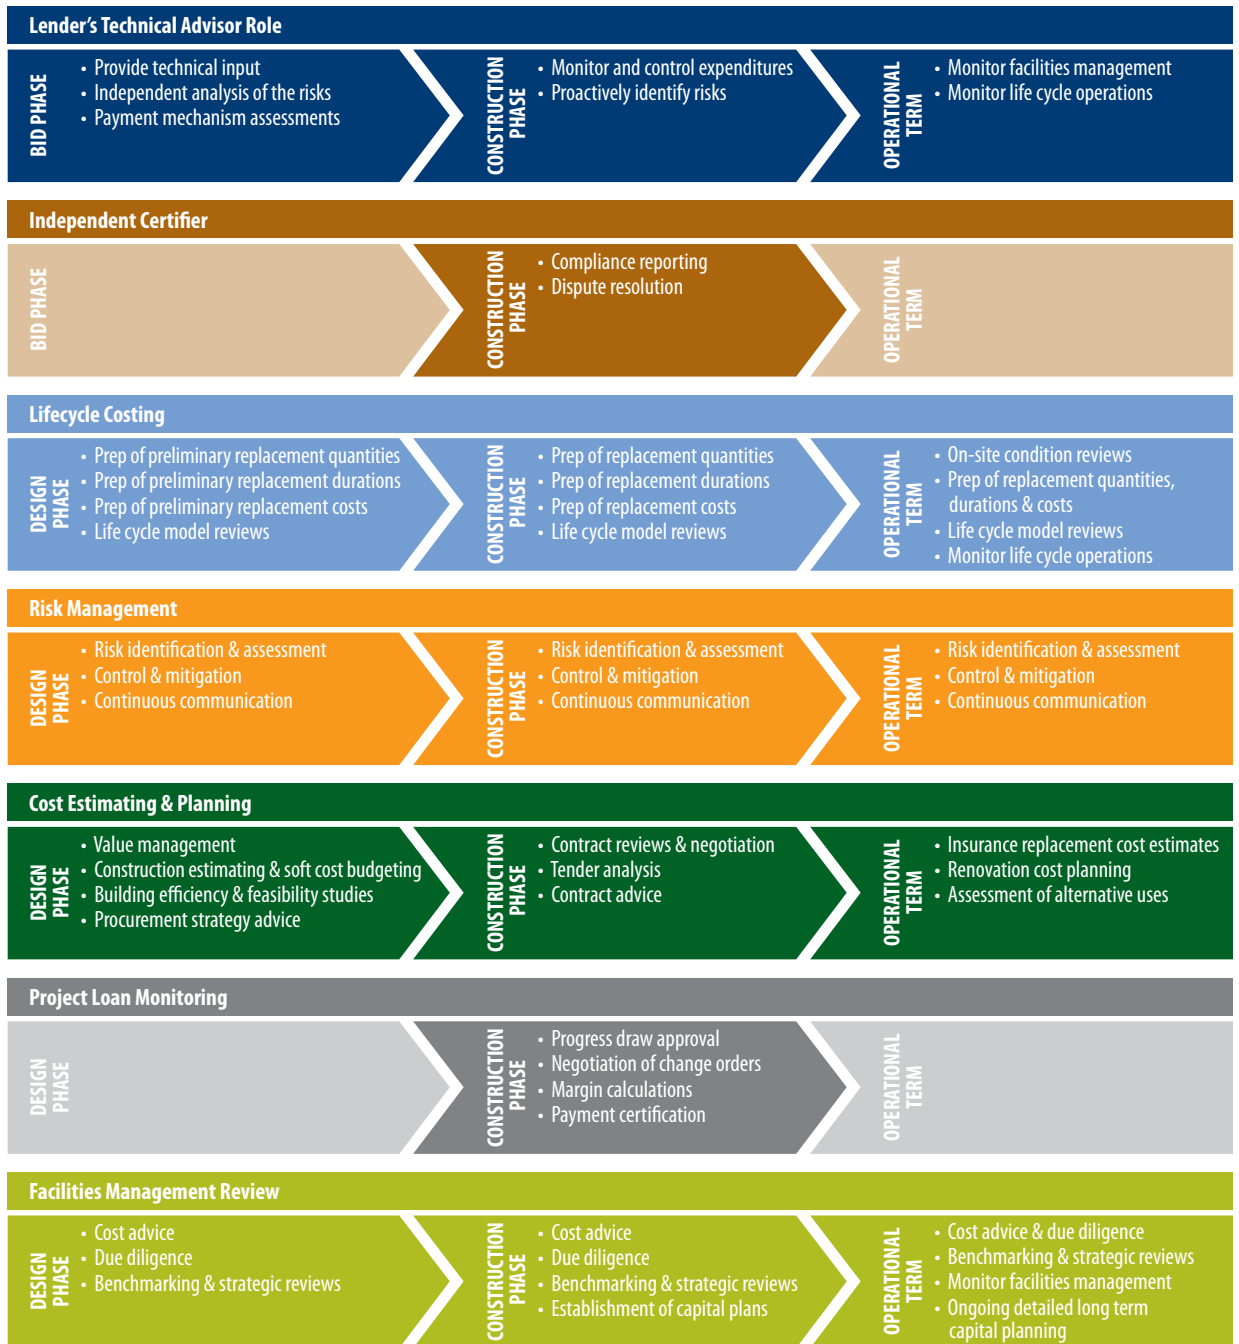 Lender’s Technical Advisor Role
BID PHASE
• Provide technical input
• Independent analysis of the risks
• Payment mechanism assessments
CONSTRUCTION
PHASE
• Monitor and control expenditures
• Proactively identify risks
OPERATIONAL
TERM
• Monitor facilities management
• Monitor life cycle operations
Independent Certifier
BID PHASE
CONSTRUCTION
PHASE
• Compliance reporting
• Dispute resolution
OPERATIONAL
TERM
Lifecycle Costing
DESIGN
PHASE
• Prep of preliminary replacement quantities
• Prep of preliminary replacement durations
• Prep of preliminary replacement costs
• Life cycle model reviews
CONSTRUCTION
PHASE
• Prep of replacement quantities
• Prep of replacement durations
• Prep of replacement costs
• Life cycle model reviews
OPERATIONAL
TERM
• On-site condition reviews
• Prep of replacement quantities,
durations & costs
• Life cycle model reviews
• Monitor life cycle operations
Risk Management
DESIGN
PHASE
• Risk identification & assessment
• Control & mitigation
• Continuous communication
CONSTRUCTION
PHASE
• Risk identification & assessment
• Control & mitigation
• Continuous communication
OPERATIONAL
TERM
• Risk identification & assessment
• Control & mitigation
• Continuous communication
Cost Estimating & Planning
DESIGN
PHASE
• Value management
• Construction estimating & soft cost budgeting
• Building efficiency & feasibility studies
• Procurement strategy advice
CONSTRUCTION
PHASE
• Contract reviews & negotiation
• Tender analysis
• Contract advice
OPERATIONAL
TERM
• Insurance replacement cost estimates
• Renovation cost planning
• Assessment of alternative uses
Project Loan Monitoring
DESIGN
PHASE
CONSTRUCTION
PHASE
• Progress draw approval
• Negotiation of change orders
• Margin calculations
• Payment certification
OPERATIONAL
TERM
Facilities Management Review
DESIGN
PHASE
• Cost advice
• Due diligence
• Benchmarking & strategic reviews
CONSTRUCTION
PHASE
• Cost advice
• Due diligence
• Benchmarking & strategic reviews
• Establishment of capital plans
OPERATIONAL
TERM
• Cost advice & due diligence
• Benchmarking & strategic reviews
• Monitor facilities management
• Ongoing detailed long term
capital planning